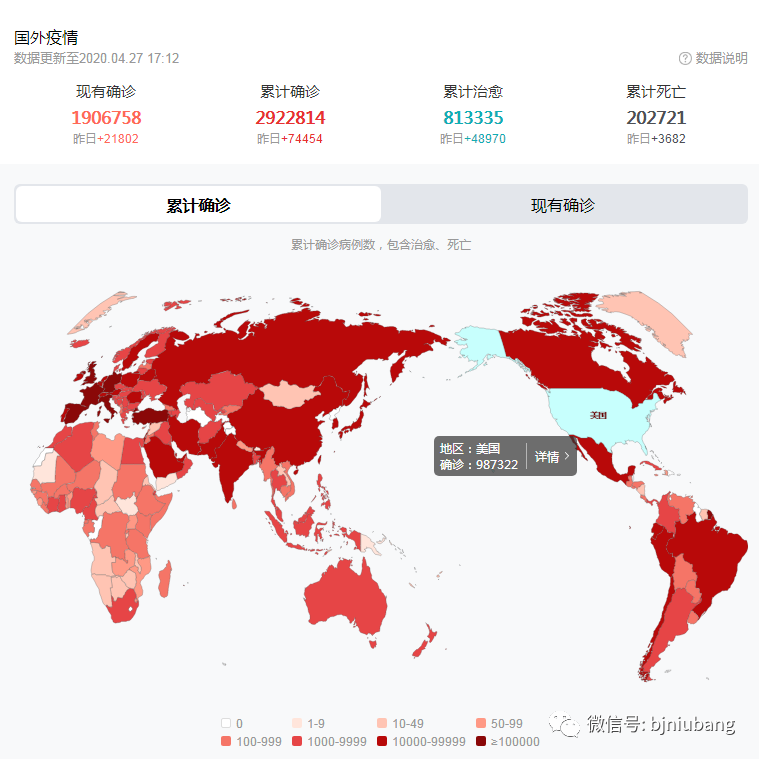 国外疫情
数据更新至2020.04.27 17:12
数据说明
现有确诊 累计确诊 累计治愈 累计死亡
1906758 2922814 813335 202721
昨日+21802 昨日+74454 昨日+48970 昨日+3682
累计确诊 现有确诊
累计确诊病例数，包含治愈、死亡
美国
地区：美国
确诊：987322
详情
0 1-9 10-49 50-99
100-999 1000-9999 10000-99999 ≥100000
微信号: bjniubang